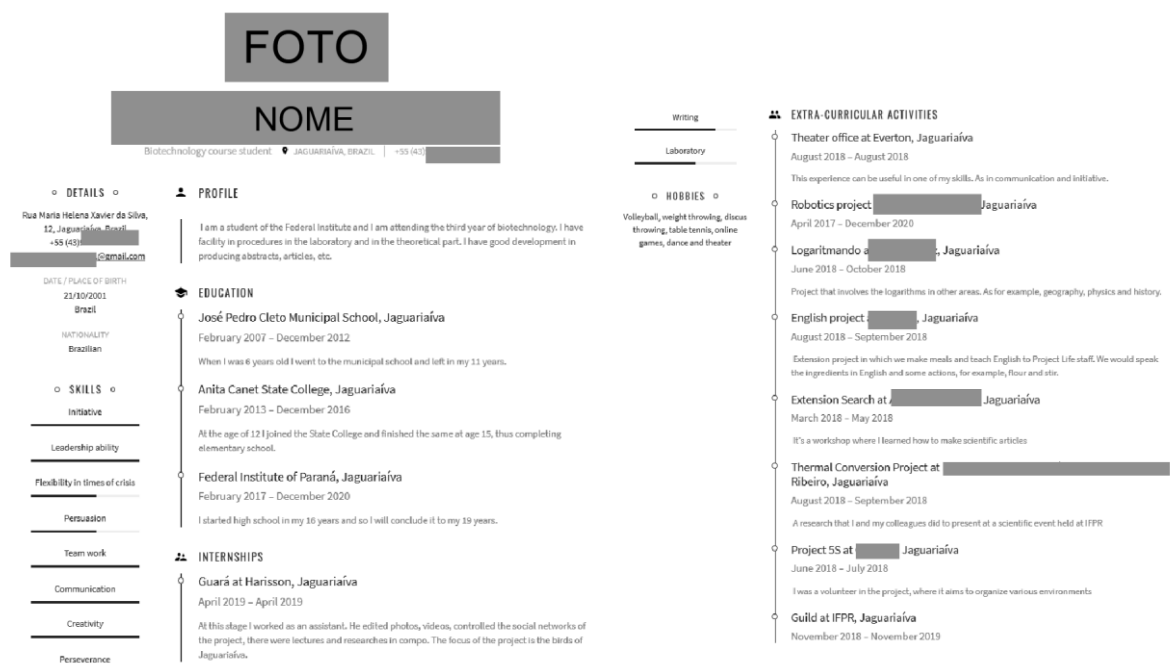 FOTO
NOME
Biotechnology course student JAGUARIAÍVA, BRAZIL +55 (43)
DETAILS
Rua Maria Helena Xavier da Silva,
12, Jaguariaíva, Brazil
+55 (43)
@gmail.com
DATE / PLACE OF BIRTH
21/10/2001
Brazil
NATIONALITY
Brazilian
SKILLS
Initiative
Leadership ability
Flexibility in times of crisis
Persuasion
Team work
Communication
Creativity
Perseverance
PROFILE
I am a student of the Federal Institute and I am attending the third year of biotechnology. I have
facility in procedures in the laboratory and in the theoretical part. I have good development in
producing abstracts, articles, etc.
EDUCATION
José Pedro Cleto Municipal School, Jaguariaíva
February 2007 – December 2012
When I was 6 years old I went to the municipal school and left in my 11 years.
Anita Canet State College, Jaguariaíva
February 2013 – December 2016
At the age of 12 I joined the State College and finished the same at age 15, thus completing
elementary school.
Federal Institute of Paraná, Jaguariaíva
February 2017 – December 2020
I started high school in my 16 years and so I will conclude it to my 19 years.
INTERNSHIPS
Guará at Harisson, Jaguariaíva
April 2019 – April 2019
At this stage I worked as an assistant. He edited photos, videos, controlled the social networks of
the project, there were lectures and researches in compo. The focus of the project is the birds of
Jaguariaíva.
Writing
Laboratory
HOBBIES
Volleyball, weight throwing, discus
throwing, table tennis, online
games, dance and theater
EXTRA-CURRICULAR ACTIVITIES
Theater office at Everton, Jaguariaíva
August 2018 – August 2018
This experience can be useful in one of my skills. As in communication and initiative.
Robotics project Jaguariaíva
April 2017 – December 2020
Logaritmando a , Jaguariaíva
June 2018 – October 2018
Project that involves the logarithms in other areas. As for example, geography, physics and history.
English project , Jaguariaíva
August 2018 – September 2018
Extension project in which we make meals and teach English to Project Life staff. We would speak
the ingredients in English and some actions, for example, flour and stir.
Extension Search at Jaguariaíva
March 2018 – May 2018
It's a workshop where I learned how to make scientific articles
Thermal Conversion Project at
Ribeiro, Jaguariaíva
August 2018 – September 2018
A research that I and my colleagues did to present at a scientific event held at IFPR
Project 5S at Jaguariaíva
June 2018 – July 2018
I was a volunteer in the project, where it aims to organize various environments
Guild at IFPR, Jaguariaíva
November 2018 – November 2019